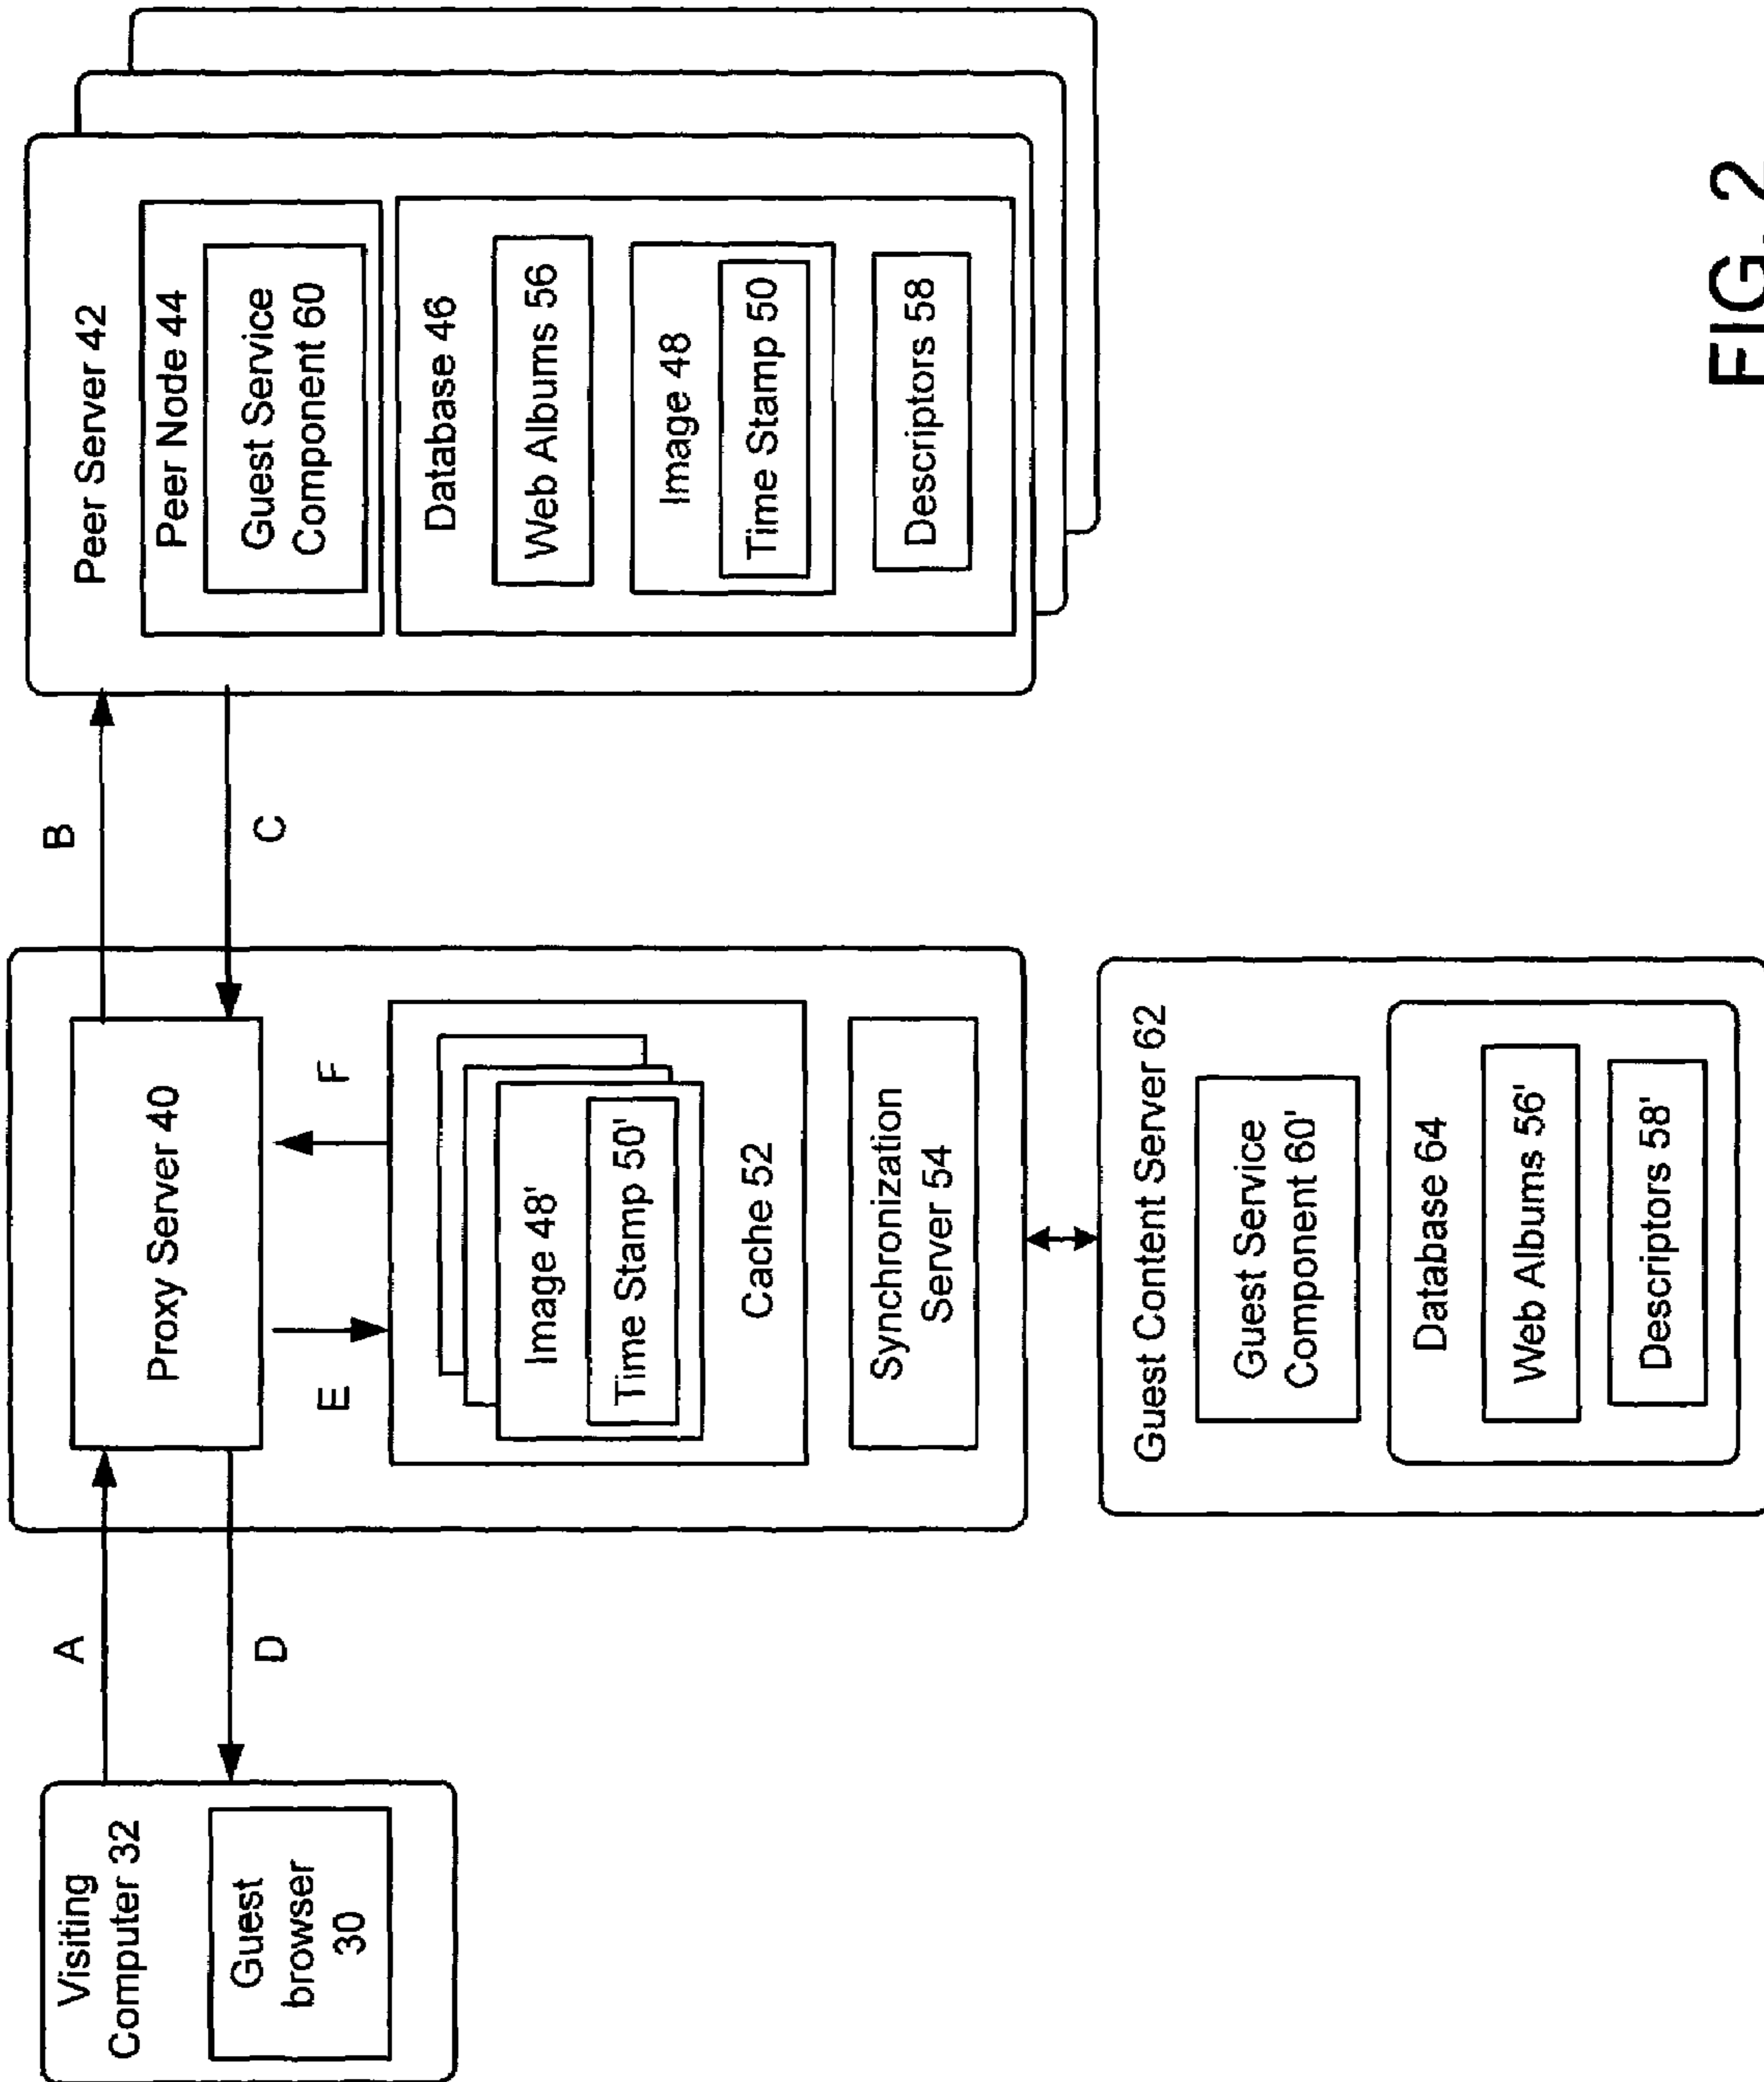 Visiting
Computer 32
Guest
browser
30
A
D
Proxy Server 40
E
F
Image 48'
Time Stamp 50'
Cache 52
Synchronization
Server 54
B
C
Peer Server 42
Peer Node 44
Guest Service
Component 60
Database 46
Web Albums 56
Image 48
Time Stamp 50
Descriptors 58
Guest Content Server 62
Guest Service
Component 60'
Database 64
Web Albums 56'
Descriptors 58'
FIG. 2